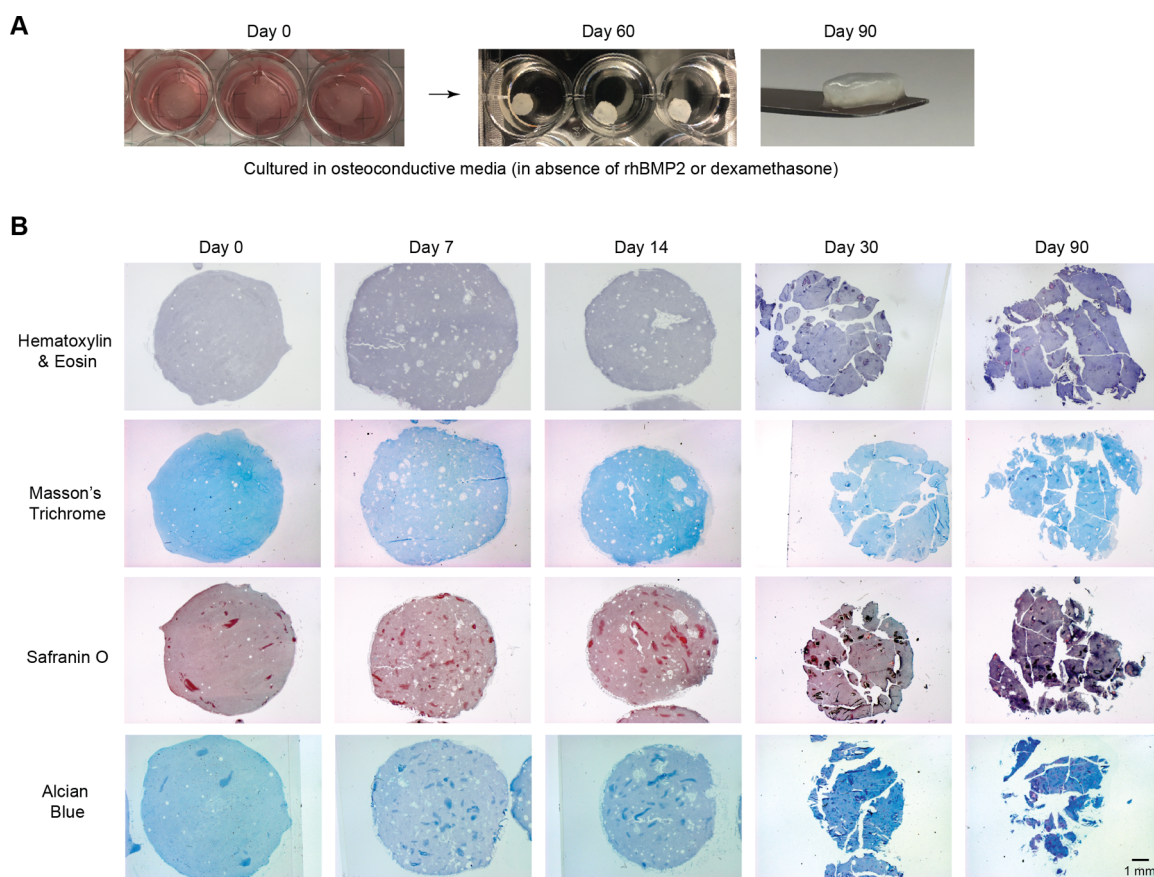 A
Day 0
Day 60
Day 90
Cultured in osteoconductive media (in absence of rhBMP2 or dexamethasone)
B
Day 0
Day 7
Day 14
Day 30
Day 90
Hematoxylin
& Eosin
Masson's
Trichrome
Safranin O
Alcian
Blue
1 mm